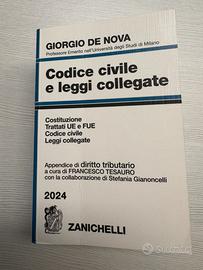 GIORGIO DE NOVA
Professore Emerito nell'Università degli Studi di Milano
Codice civile
e leggi collegate
Costituzione
Trattati UE e FUE
Codice civile
Leggi collegate
Appendice di diritto tributario
a cura di FRANCESCO TESAURO
con la collaborazione di Stefania Gianoncelli
2024
ZANICHELLI
subito